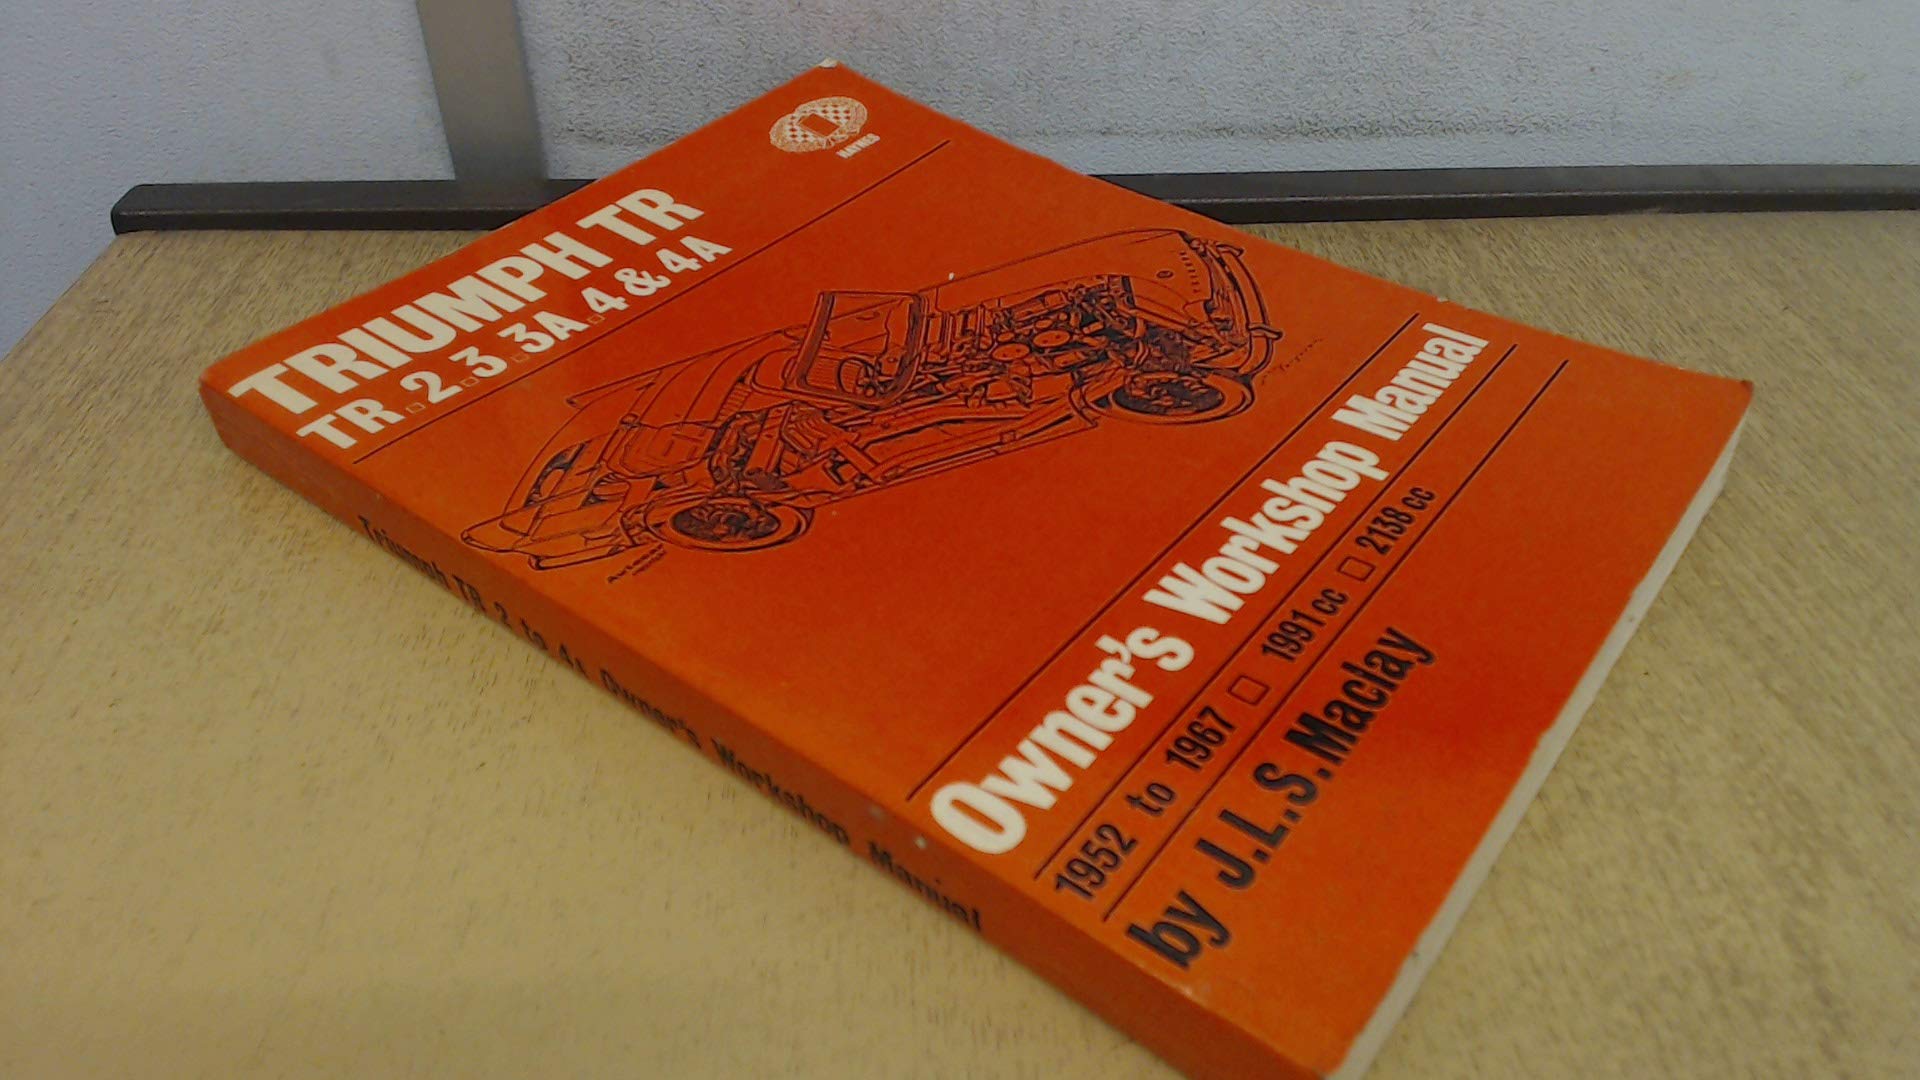 HAYNES
TRIUMPH TR
TR □ 2 □ 3 □ 3A □ 4 & 4A
Autocar
Owner's Workshop Manual
1952 to 1967 □ 1991 cc □ 2138 cc
by J.L.S. Maclay
Triumph TR 2 to 4A Owner's Workshop Manual